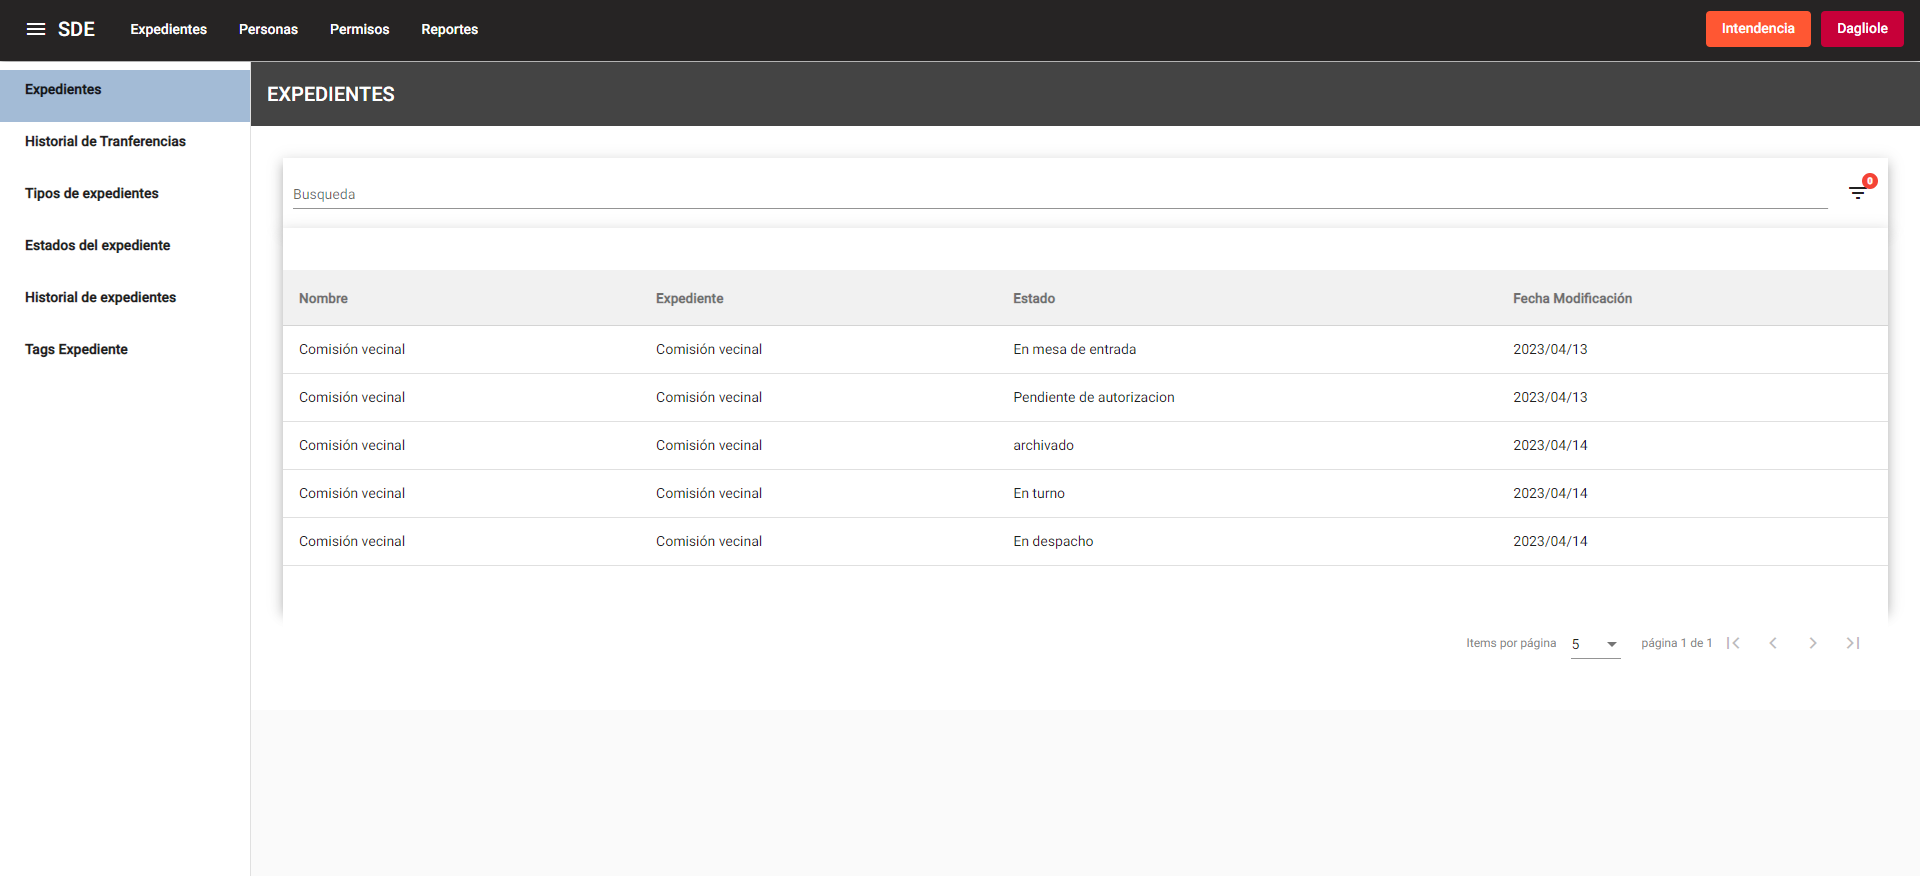 SDE Expedientes Personas Permisos Reportes Intendencia Dagliole
Expedientes
Historial de Tranferencias
Tipos de expedientes
Estados del expediente
Historial de expedientes
Tags Expediente
EXPEDIENTES
Busqueda 0
Nombre Expediente Estado Fecha Modificación
Comisión vecinal Comisión vecinal En mesa de entrada 2023/04/13
Comisión vecinal Comisión vecinal Pendiente de autorizacion 2023/04/13
Comisión vecinal Comisión vecinal archivado 2023/04/14
Comisión vecinal Comisión vecinal En turno 2023/04/14
Comisión vecinal Comisión vecinal En despacho 2023/04/14
Items por página 5 página 1 de 1